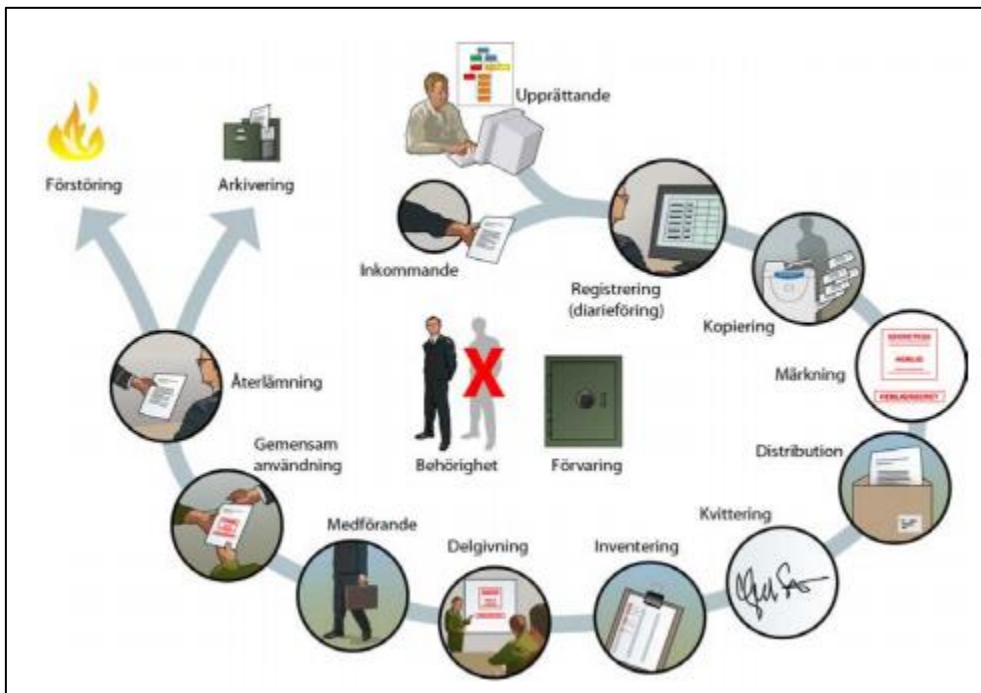 Upprättande
Förstöring
Arkivering
Inkommande
Registrering
(diarieföring)
Kopiering
Märkning
Distribution
Kvittering
Inventering
Delgivning
Medförande
Gemensam
användning
Återlämning
Behörighet
Förvaring